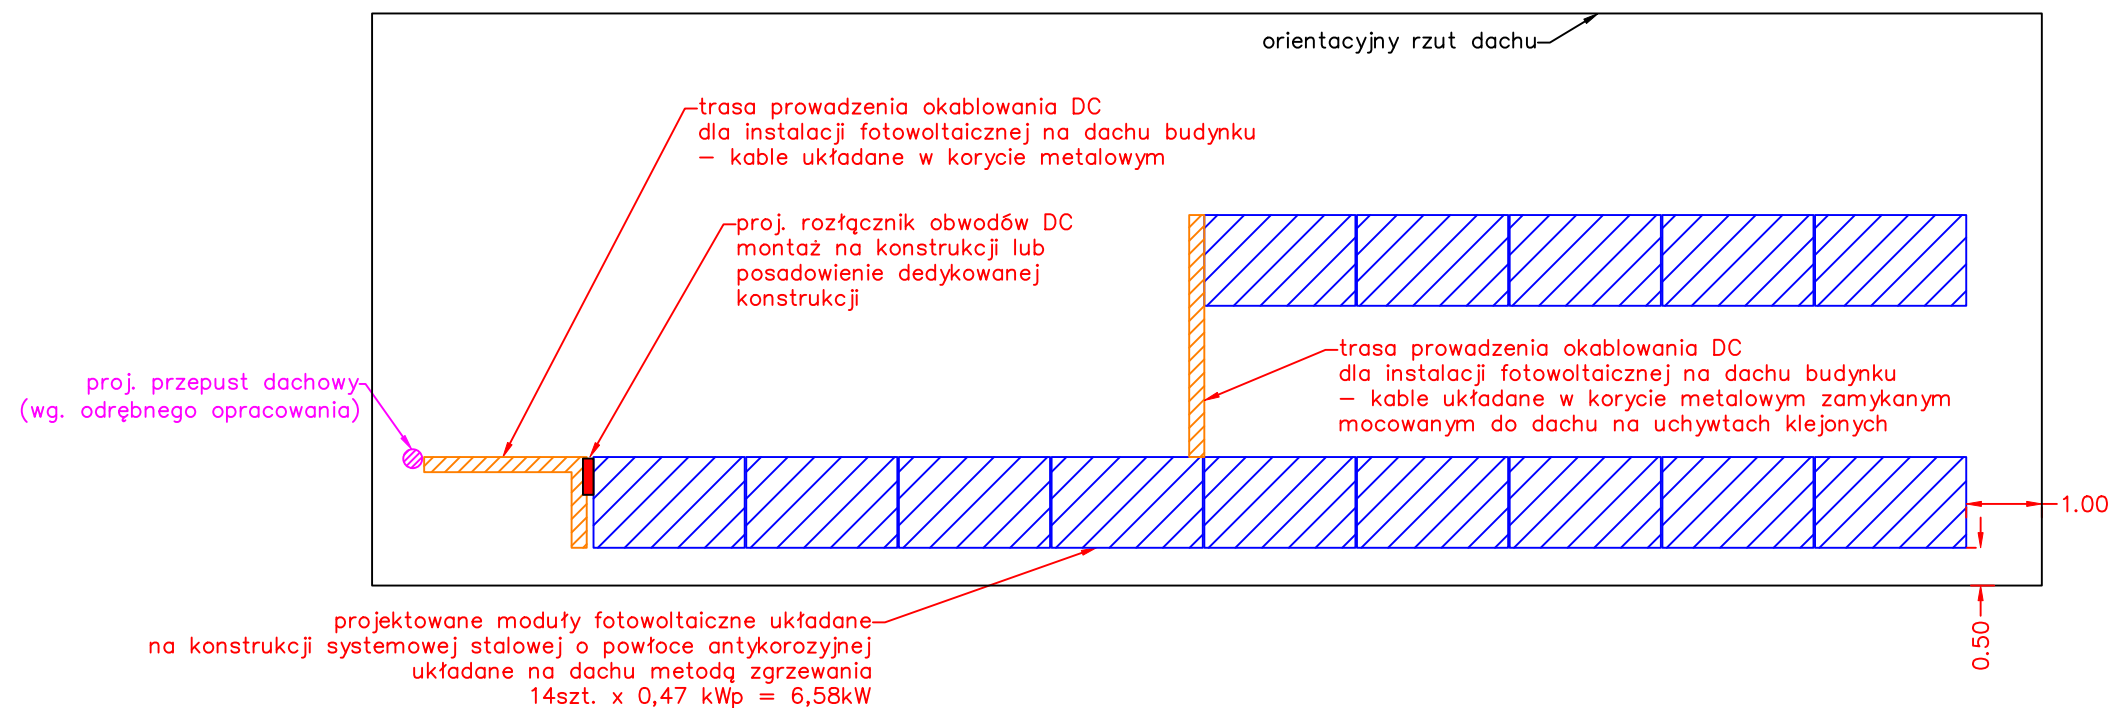 orientacyjny rzut dachu
trasa prowadzenia okablowania DC
dla instalacji fotowoltaicznej na dachu budynku
– kable układane w korycie metalowym
proj. rozłącznik obwodów DC
montaż na konstrukcji lub
posadowienie dedykowanej
konstrukcji
trasa prowadzenia okablowania DC
dla instalacji fotowoltaicznej na dachu budynku
– kable układane w korycie metalowym zamykanym
mocowanym do dachu na uchywtach klejonych
proj. przepust dachowy
(wg. odrębnego opracowania)
1.00
0.50
projektowane moduły fotowoltaiczne układane
na konstrukcji systemowej stalowej o powłoce antykorozyjnej
układane na dachu metodą zgrzewania
14szt. x 0,47 kWp = 6,58kW